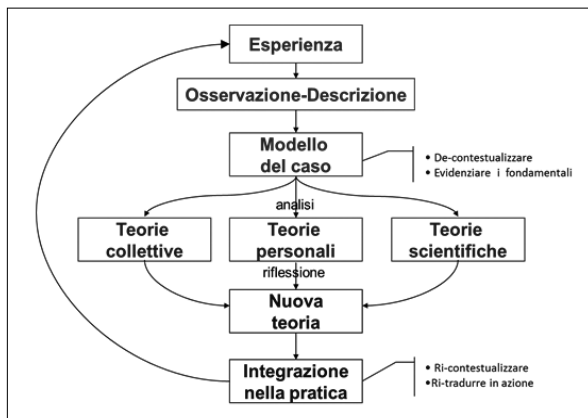 Esperienza
Osservazione-Descrizione
Modello
del caso
• De-contestualizzare
• Evidenziare i fondamentali
analisi
Teorie
collettive
Teorie
personali
Teorie
scientifiche
riflessione
Nuova
teoria
Integrazione
nella pratica
• Ri-contestualizzare
•Ri-tradurre in azione